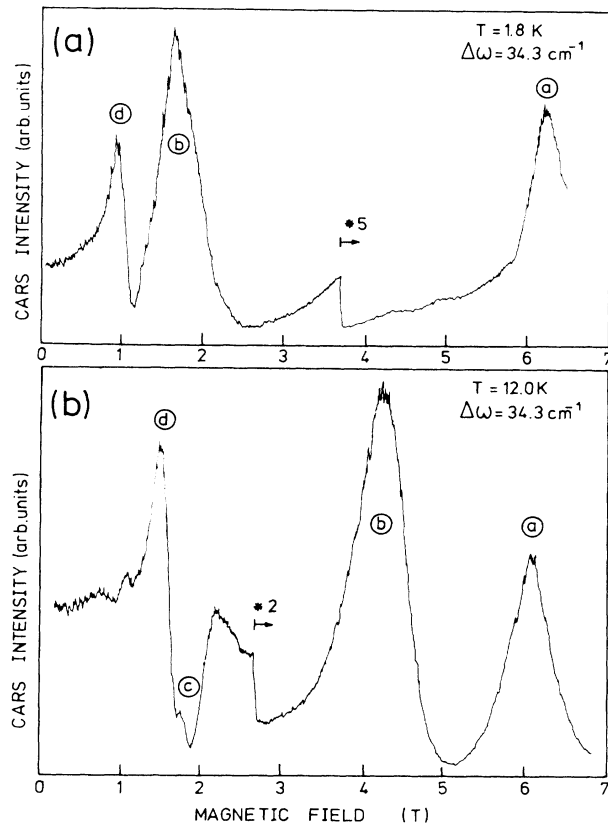 (a)
T = 1.8 K
Δω = 34.3 cm⁻¹
CARS INTENSITY (arb.units)
d
b
a
✱5
0 1 2 3 4 5 6 7
(b)
T = 12.0 K
Δω = 34.3 cm⁻¹
CARS INTENSITY (arb.units)
d
b
a
c
✱2
0 1 2 3 4 5 6 7
MAGNETIC FIELD (T)